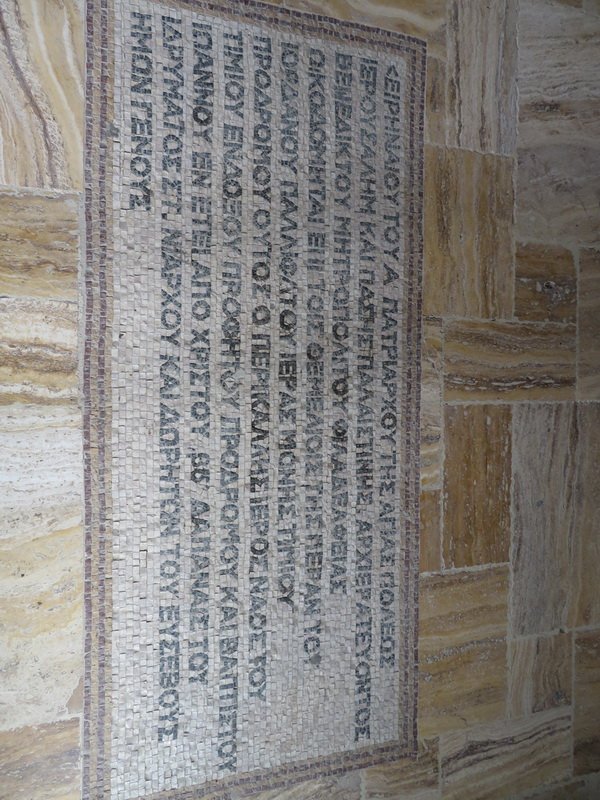 ΕΙΡΗΝΑΙΟΥ ΤΟΥ Α ΠΑΤΡΙΑΡΧΟΥ ΤΗΣ ΑΓΙΑΣ ΠΟΛΕΩΣ
ΙΕΡΟΥΣΑΛΗΜ ΚΑΙ ΠΑΣΗΣ ΠΑΛΑΙΣΤΙΝΗΣ ΑΡΧΙΕΡΑΤΕΥΟΝΤΟΣ
ΒΕΝΕΔΙΚΤΟΥ ΜΗΤΡΟΠΟΛΙΤΟΥ ΦΙΛΑΔΕΛΦΕΙΑΣ
ΩΚΟΔΟΜΗΤΑΙ ΕΠΙ ΤΟΙΣ ΘΕΜΕΛΙΟΙΣ ΤΗΣ ΠΕΡΑΝ ΤΟΥ
ΙΟΡΔΑΝΟΥ ΠΑΛΑΙΦΑΤΟΥ ΙΕΡΑΣ ΜΟΝΗΣ ΤΙΜΙΟΥ
ΠΡΟΔΡΟΜΟΥ ΟΥΤΟΣ Ο ΠΕΡΙΚΑΛΛΗΣ ΙΕΡΟΣ ΝΑΟΣ ΤΟΥ
ΤΙΜΙΟΥ ΕΝΔΟΞΟΥ ΠΡΟΦΗΤΟΥ ΠΡΟΔΡΟΜΟΥ ΚΑΙ ΒΑΠΤΙΣΤΟΥ
ΙΩΑΝΝΟΥ ΕΝ ΕΤΕΙ ΑΠΟ ΧΡΙΣΤΟΥ ΔΑΠΑΝΑΙΣ ΤΟΥ
ΙΔΡΥΜΑΤΟΣ ΣΤ. ΝΙΑΡΧΟΥ ΚΑΙ ΔΩΡΗΤΩΝ ΤΟΥ ΕΥΣΕΒΟΥΣ
ΗΜΩΝ ΓΕΝΟΥΣ